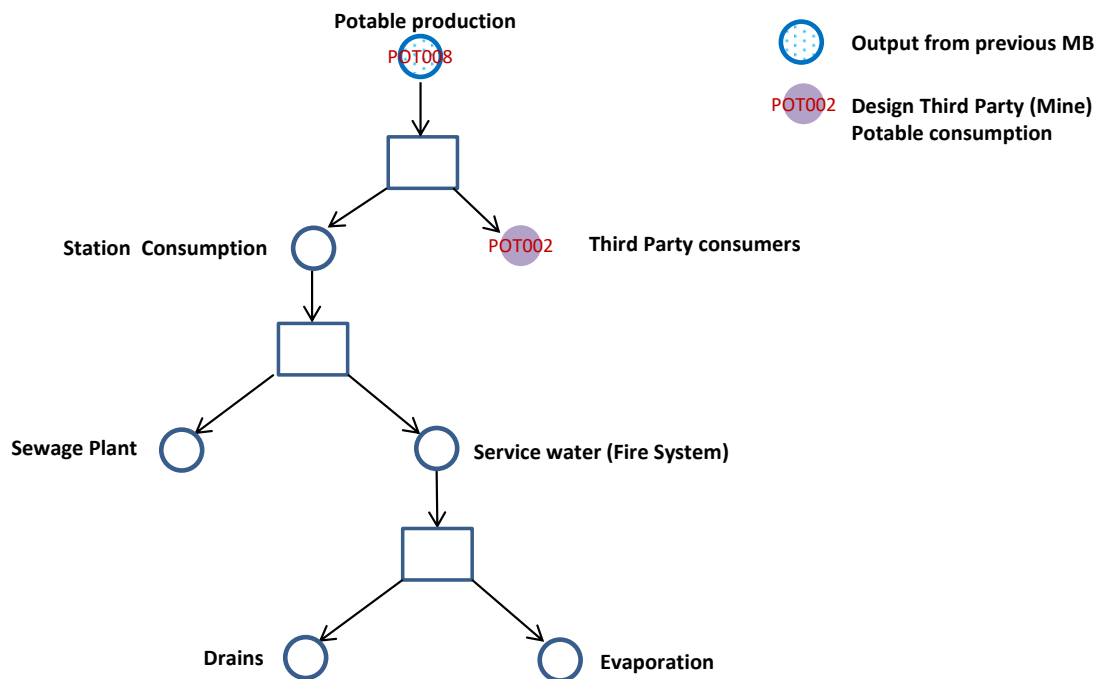 Potable production
POT008
Output from previous MB
POT002
Design Third Party (Mine)
Potable consumption
Station Consumption
POT002
Third Party consumers
Sewage Plant
Service water (Fire System)
Drains
Evaporation